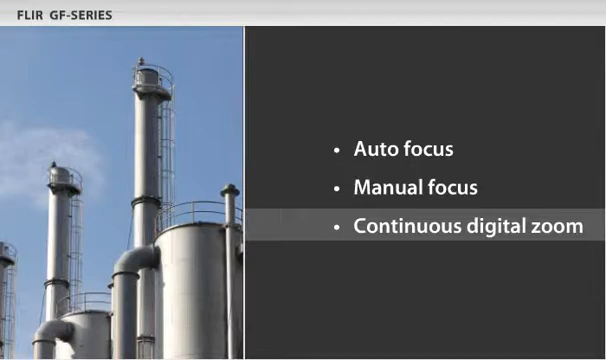 FLIR GF-SERIES
• Auto focus
• Manual focus
• Continuous digital zoom